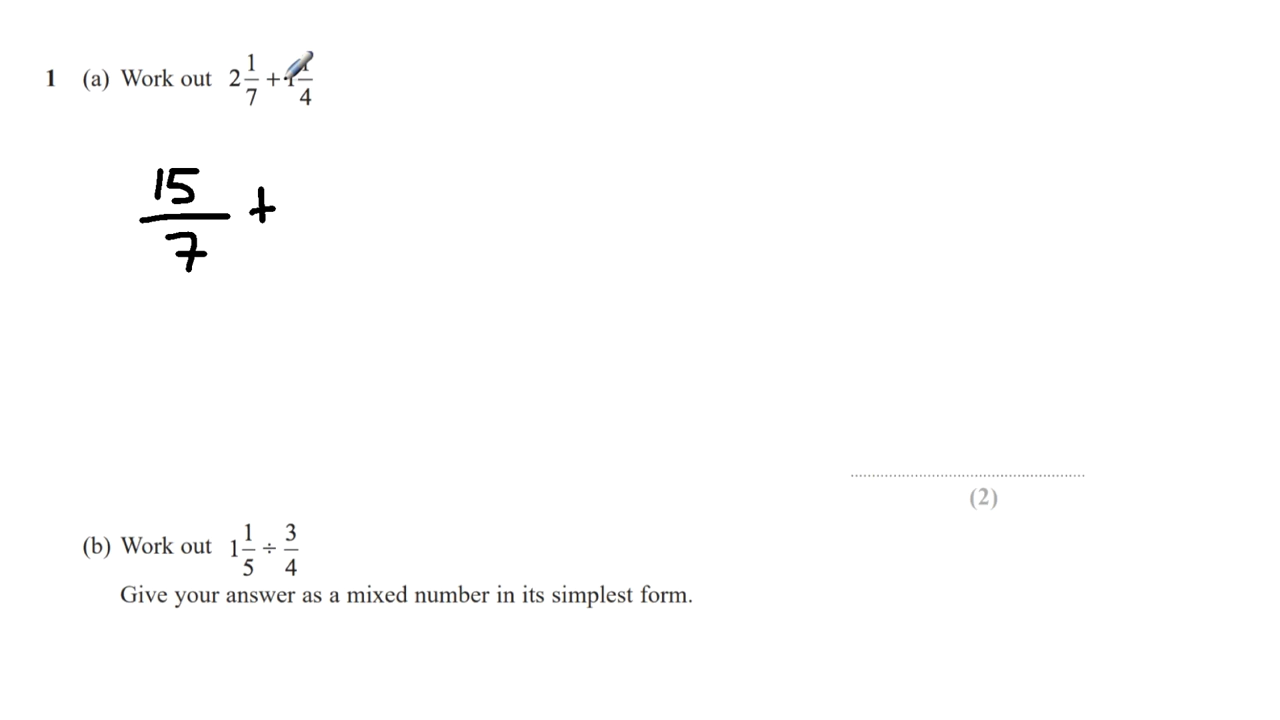 1 (a) Work out 2 1/7 + 1 /4
15/7 +
(2)
(b) Work out 1 1/5 ÷ 3/4
Give your answer as a mixed number in its simplest form.